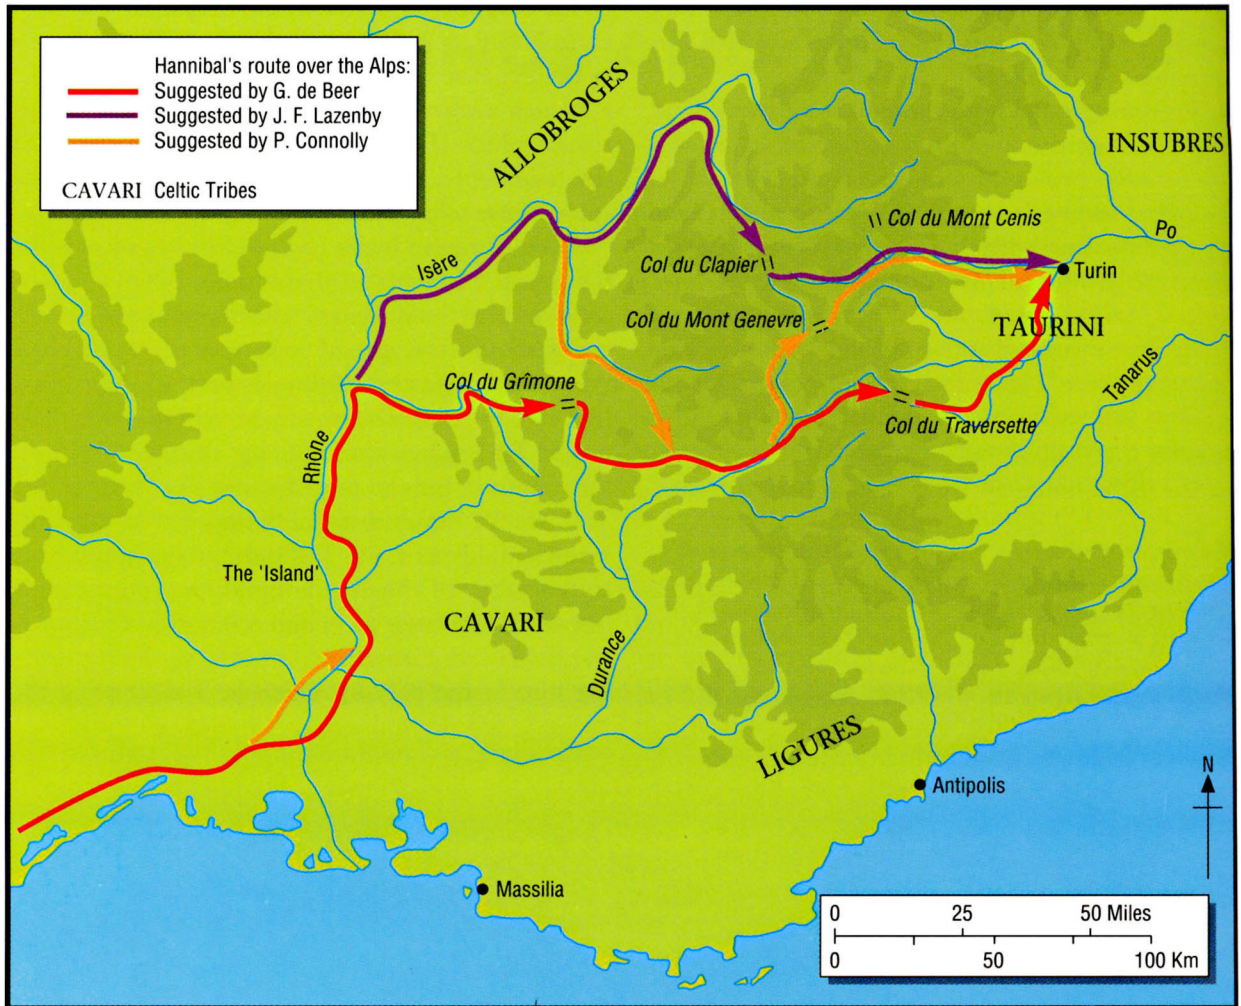 Hannibal's route over the Alps:
Suggested by G. de Beer
Suggested by J. F. Lazenby
Suggested by P. Connolly
CAVARI Celtic Tribes
ALLOBROGES
INSUBRES
Col du Mont Cenis
Po
Isère
Col du Clapier
Turin
Col du Mont Genevre
TAURINI
Tanarus
Col du Grîmone
Col du Traversette
Rhône
The 'Island'
CAVARI
Durance
LIGURES
Antipolis
N
Massilia
0 25 50 Miles
0 50 100 Km